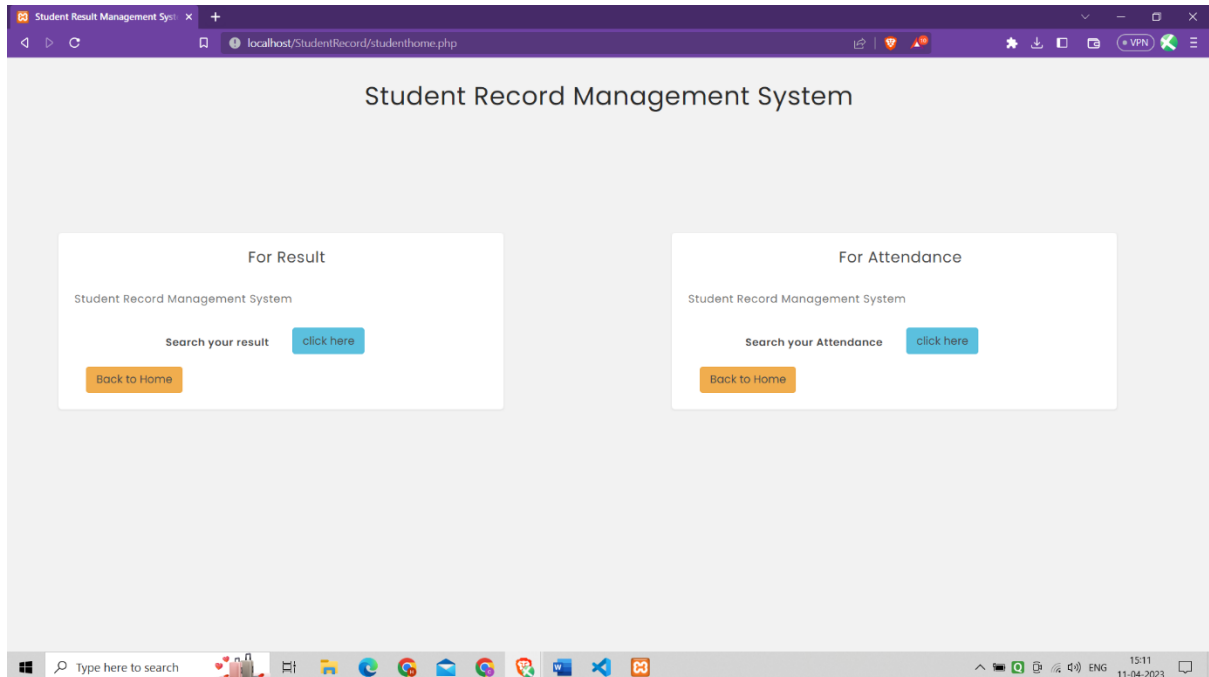 Student Result Management Syst
localhost/StudentRecord/studenthome.php
VPN
Student Record Management System
For Result
Student Record Management System
Search your result click here
Back to Home
For Attendance
Student Record Management System
Search your Attendance click here
Back to Home
Type here to search
ENG
15:11
11-04-2023